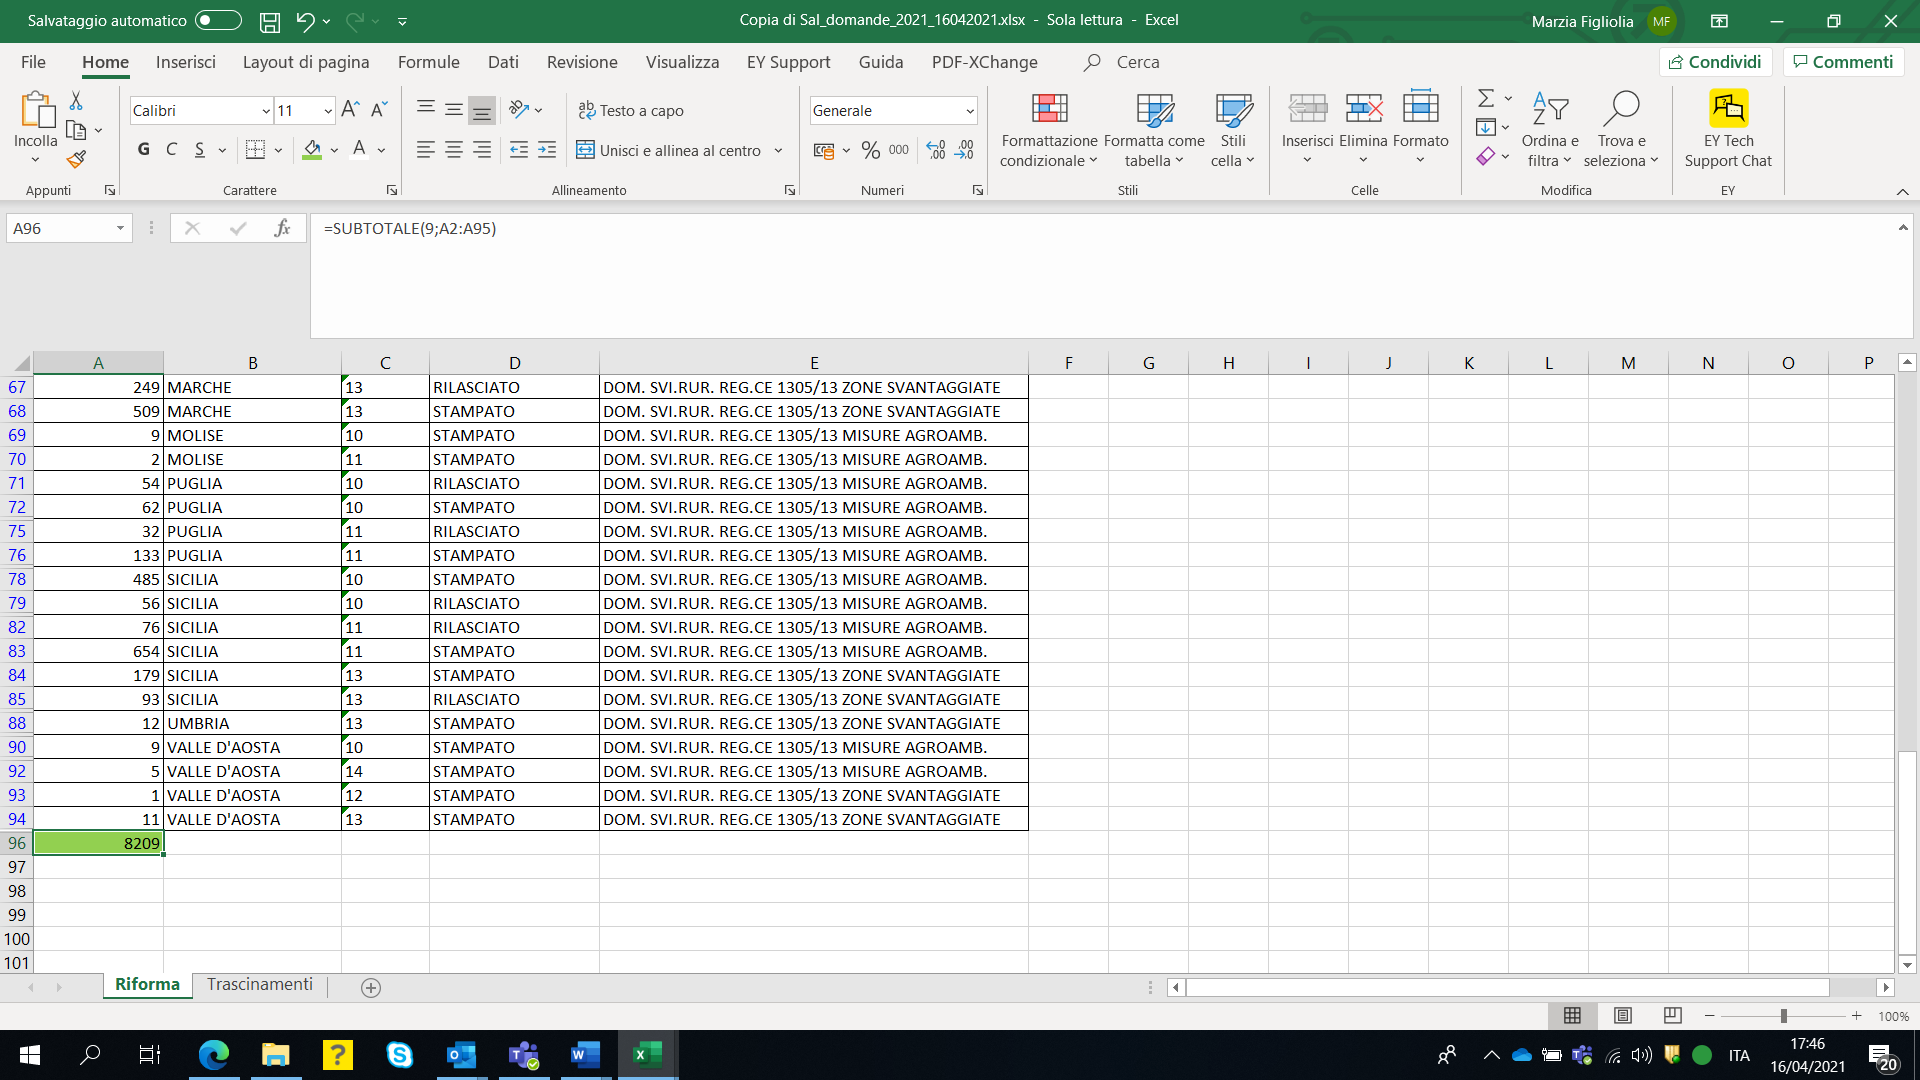 Salvataggio automatico
Copia di Sal_domande_2021_16042021.xlsx - Sola lettura - Excel
Marzia Figliolia MF
File Home Inserisci Layout di pagina Formule Dati Revisione Visualizza EY Support Guida PDF-XChange Cerca Condividi Commenti
Calibri 11 Testo a capo Generale
Incolla
G C S A Unisci e allinea al centro % 000
Formattazione condizionale
Formatta come tabella
Stili cella
Inserisci Elimina Formato
Ordina e filtra
Trova e seleziona
EY Tech Support Chat
Appunti Carattere Allineamento Numeri Stili Celle Modifica EY
A96 fx =SUBTOTALE(9;A2:A95)
A B C D E F G H I J K L M N O P
67 249 MARCHE 13 RILASCIATO DOM. SVI.RUR. REG.CE 1305/13 ZONE SVANTAGGIATE
68 509 MARCHE 13 STAMPATO DOM. SVI.RUR. REG.CE 1305/13 ZONE SVANTAGGIATE
69 9 MOLISE 10 STAMPATO DOM. SVI.RUR. REG.CE 1305/13 MISURE AGROAMB.
70 2 MOLISE 11 STAMPATO DOM. SVI.RUR. REG.CE 1305/13 MISURE AGROAMB.
71 54 PUGLIA 10 RILASCIATO DOM. SVI.RUR. REG.CE 1305/13 MISURE AGROAMB.
72 62 PUGLIA 10 STAMPATO DOM. SVI.RUR. REG.CE 1305/13 MISURE AGROAMB.
75 32 PUGLIA 11 RILASCIATO DOM. SVI.RUR. REG.CE 1305/13 MISURE AGROAMB.
76 133 PUGLIA 11 STAMPATO DOM. SVI.RUR. REG.CE 1305/13 MISURE AGROAMB.
78 485 SICILIA 10 STAMPATO DOM. SVI.RUR. REG.CE 1305/13 MISURE AGROAMB.
79 56 SICILIA 10 RILASCIATO DOM. SVI.RUR. REG.CE 1305/13 MISURE AGROAMB.
82 76 SICILIA 11 RILASCIATO DOM. SVI.RUR. REG.CE 1305/13 MISURE AGROAMB.
83 654 SICILIA 11 STAMPATO DOM. SVI.RUR. REG.CE 1305/13 MISURE AGROAMB.
84 179 SICILIA 13 STAMPATO DOM. SVI.RUR. REG.CE 1305/13 ZONE SVANTAGGIATE
85 93 SICILIA 13 RILASCIATO DOM. SVI.RUR. REG.CE 1305/13 ZONE SVANTAGGIATE
88 12 UMBRIA 13 STAMPATO DOM. SVI.RUR. REG.CE 1305/13 ZONE SVANTAGGIATE
90 9 VALLE D'AOSTA 10 STAMPATO DOM. SVI.RUR. REG.CE 1305/13 MISURE AGROAMB.
92 5 VALLE D'AOSTA 14 STAMPATO DOM. SVI.RUR. REG.CE 1305/13 MISURE AGROAMB.
93 1 VALLE D'AOSTA 12 STAMPATO DOM. SVI.RUR. REG.CE 1305/13 ZONE SVANTAGGIATE
94 11 VALLE D'AOSTA 13 STAMPATO DOM. SVI.RUR. REG.CE 1305/13 ZONE SVANTAGGIATE
96 8209
97
98
99
100
101
Riforma Trascinamenti
100%
ITA
17:46
16/04/2021
20